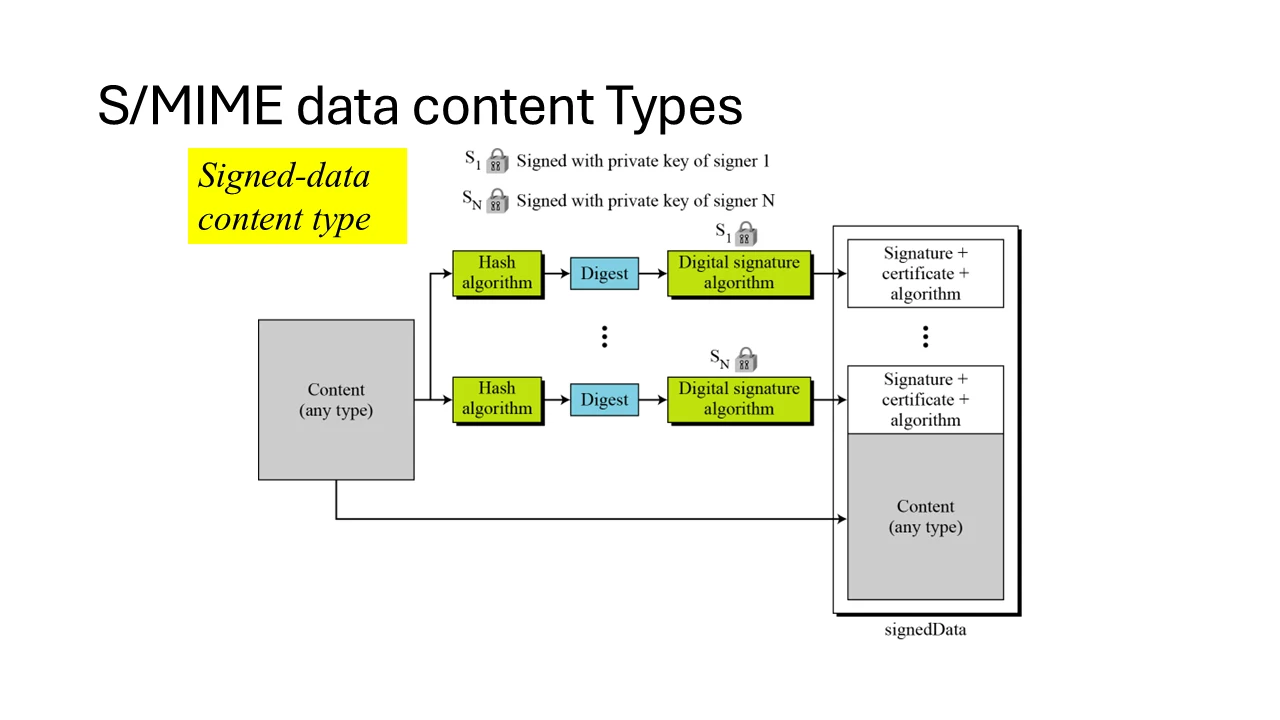 S/MIME data content Types
Signed-data
content type
S1 Signed with private key of signer 1
SN Signed with private key of signer N
S1
Hash
algorithm
Digest
Digital signature
algorithm
Signature +
certificate +
algorithm
SN
Hash
algorithm
Digest
Digital signature
algorithm
Signature +
certificate +
algorithm
Content
(any type)
Content
(any type)
signedData